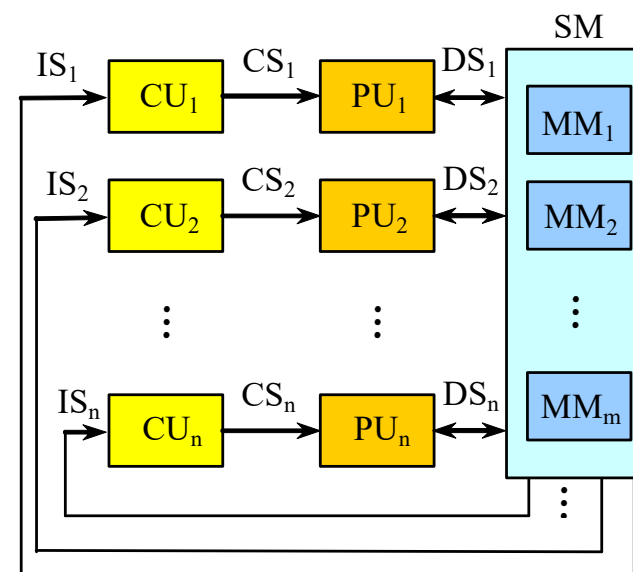 SM
IS₁ CS₁ DS₁
CU₁ PU₁ MM₁
IS₂ CS₂ DS₂
CU₂ PU₂ MM₂
⋮ ⋮ ⋮
ISₙ CSₙ DSₙ
CUₙ PUₙ MMₘ
⋮